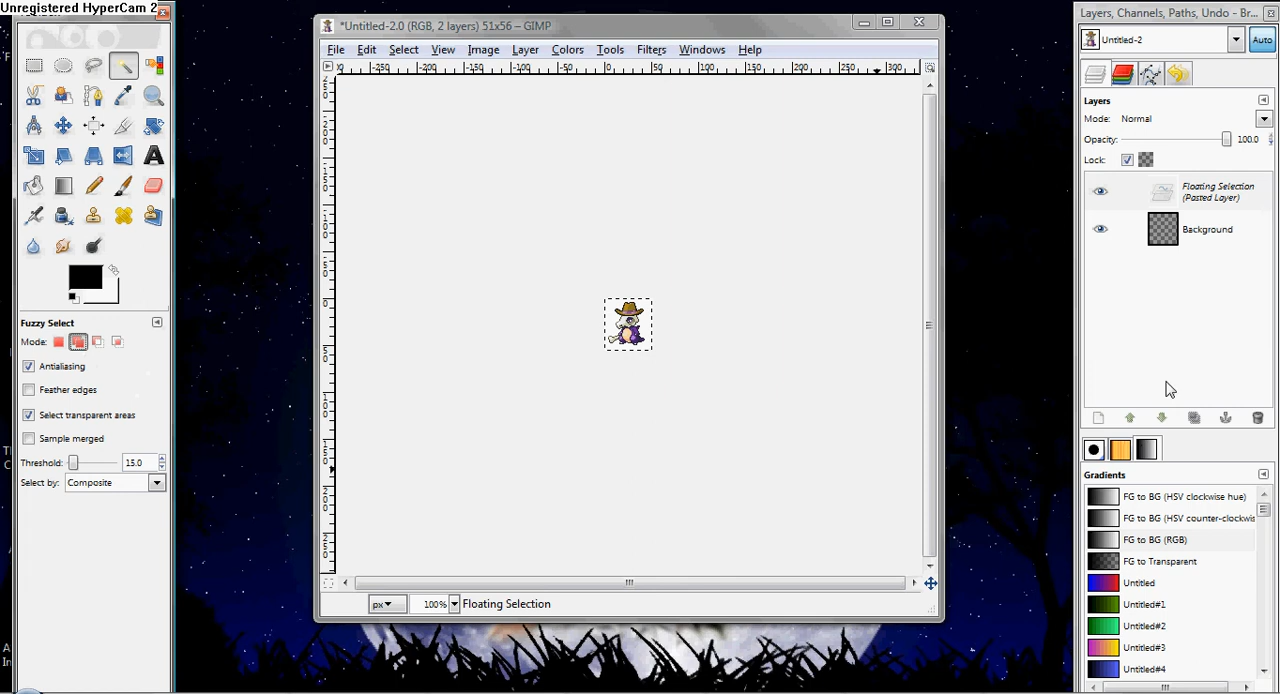 Unregistered HyperCam 2
*Untitled-2.0 (RGB, 2 layers) 51x56 – GIMP
File Edit Select View Image Layer Colors Tools Filters Windows Help
-250 -200 -150 -100 -50 0 50 100 150 200 250 300
Fuzzy Select
Mode:
Antialiasing
Feather edges
Select transparent areas
Sample merged
Threshold: 15.0
Select by: Composite
px 100% Floating Selection
Layers, Channels, Paths, Undo - Br...
Untitled-2 Auto
Layers
Mode: Normal
Opacity: 100.0
Lock:
Floating Selection
(Pasted Layer)
Background
Gradients
FG to BG (HSV clockwise hue)
FG to BG (HSV counter-clockwis
FG to BG (RGB)
FG to Transparent
Untitled
Untitled#1
Untitled#2
Untitled#3
Untitled#4